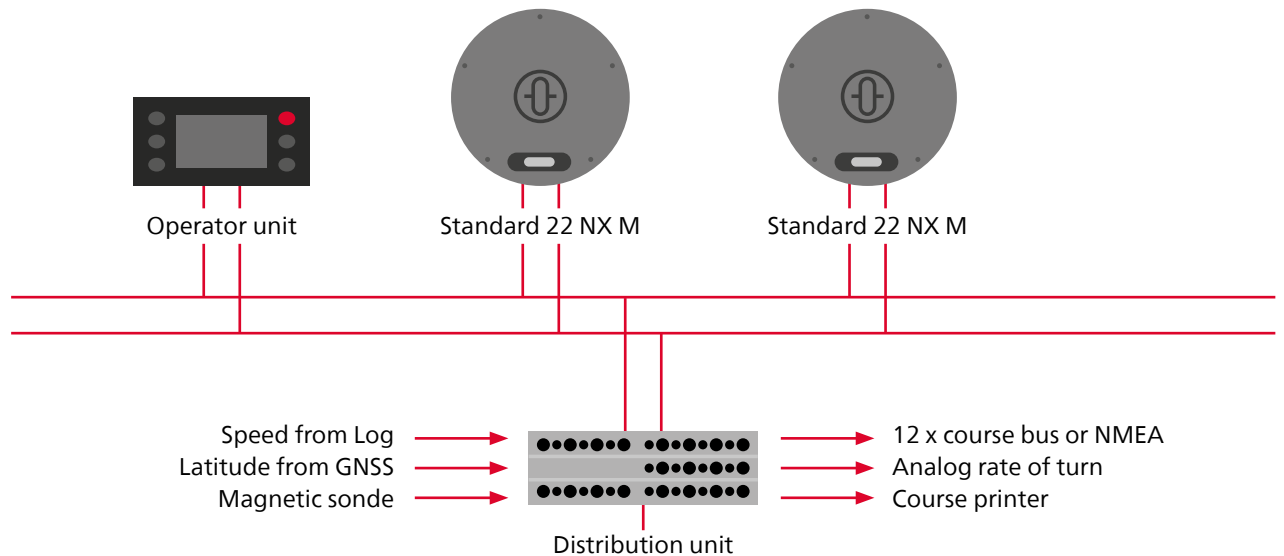 Operator unit
Standard 22 NX M
Standard 22 NX M
Speed from Log
Latitude from GNSS
Magnetic sonde
12 x course bus or NMEA
Analog rate of turn
Course printer
Distribution unit